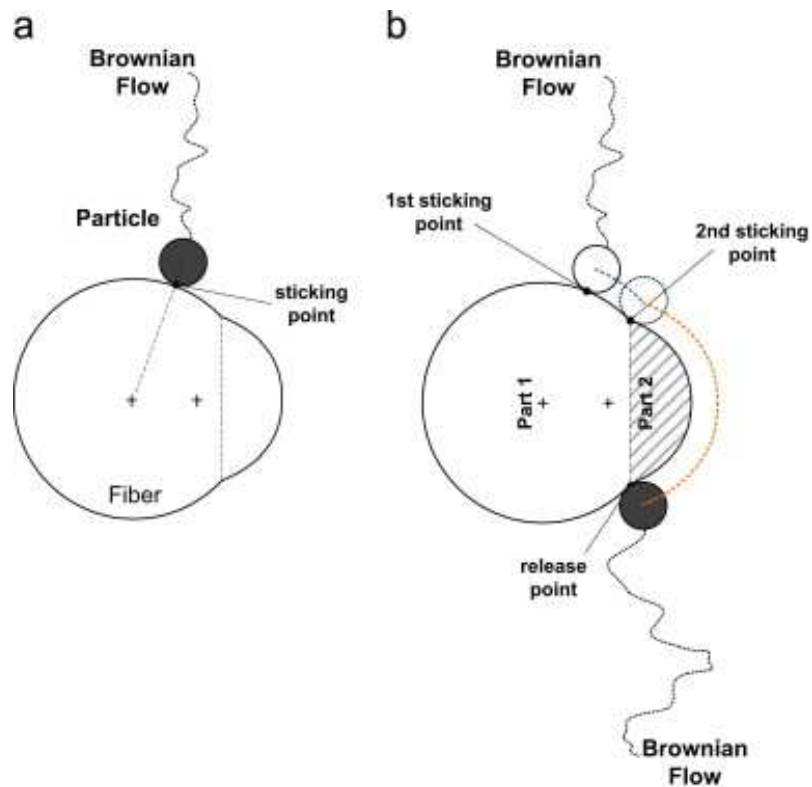 a
Brownian
Flow
Particle
sticking
point
Fiber
b
Brownian
Flow
1st sticking
point
2nd sticking
point
Part 1
Part 2
release
point
Brownian
Flow